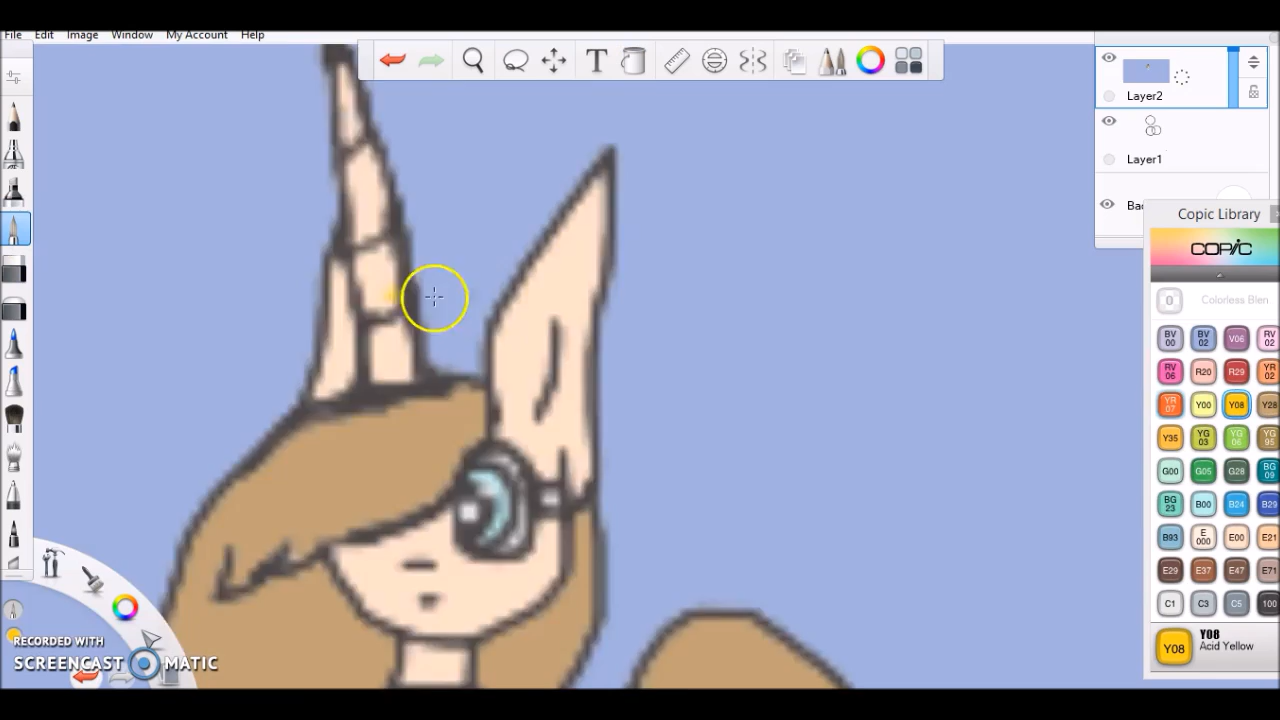 File Edit Image Window My Account Help
T
Layer2
Layer1
Copic Library
COPIC
0 Colorless Blen
BV 00 BV 02 V06 RV 02
RV 06 R20 R29 YR 02
YR 07 Y00 Y08 Y28
Y35 YG 03 YG 06 YG 95
G00 G05 G28 BG 09
BG 23 B00 B24 B29
B93 E 000 E00 E21
E29 E37 E47 E71
C1 C3 C5 100
Y08 Y08
Acid Yellow
RECORDED WITH
SCREENCAST MATIC